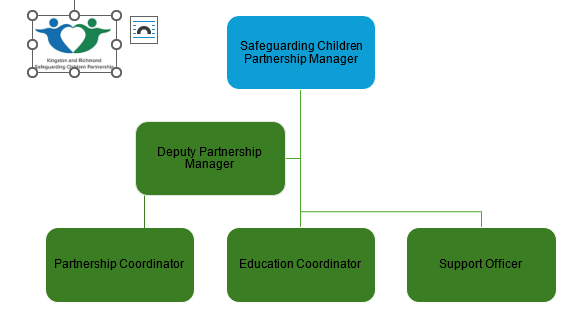 Kingston and Richmond
Safeguarding Children Partnership
Safeguarding Children
Partnership Manager
Deputy Partnership
Manager
Partnership Coordinator
Education Coordinator
Support Officer